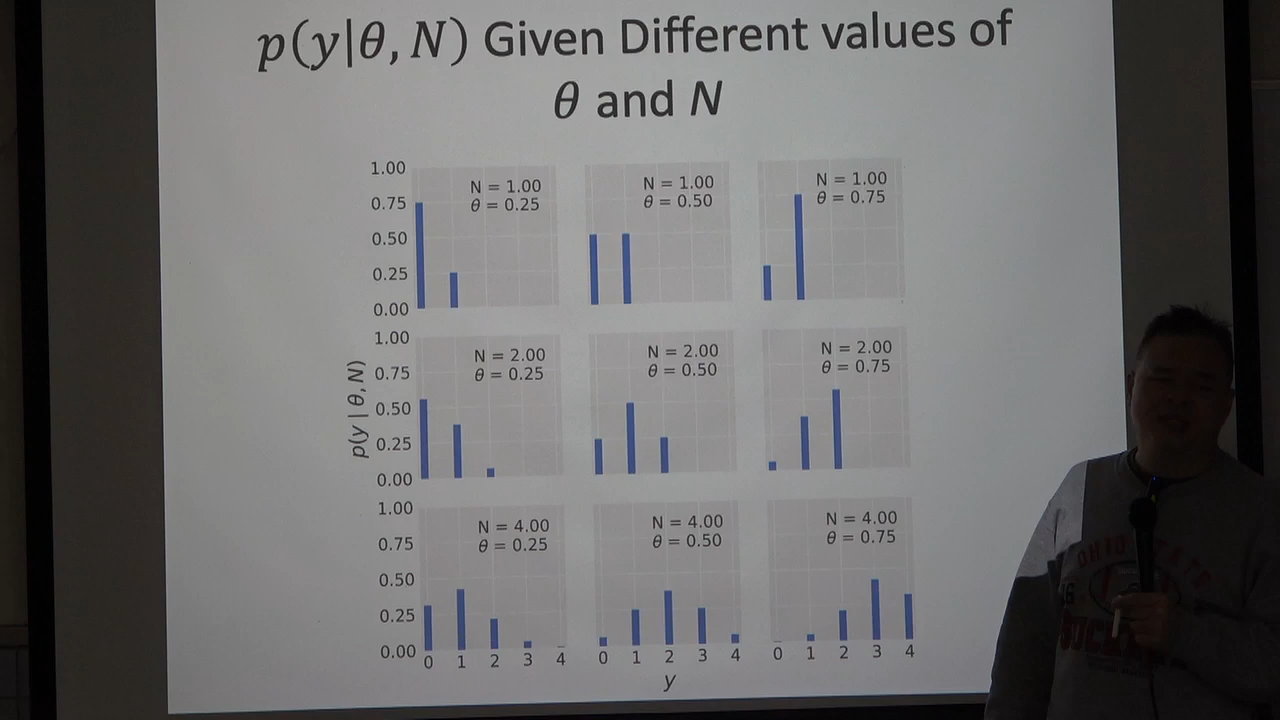 p(y|θ, N) Given Different values of
θ and N
1.00
0.75
0.50
0.25
0.00
N = 1.00
θ = 0.25
N = 1.00
θ = 0.50
N = 1.00
θ = 0.75
p(y | θ, N)
1.00
0.75
0.50
0.25
0.00
N = 2.00
θ = 0.25
N = 2.00
θ = 0.50
N = 2.00
θ = 0.75
1.00
0.75
0.50
0.25
0.00
N = 4.00
θ = 0.25
N = 4.00
θ = 0.50
N = 4.00
θ = 0.75
0 1 2 3 4
0 1 2 3 4
0 1 2 3 4
y
OHIO STATE